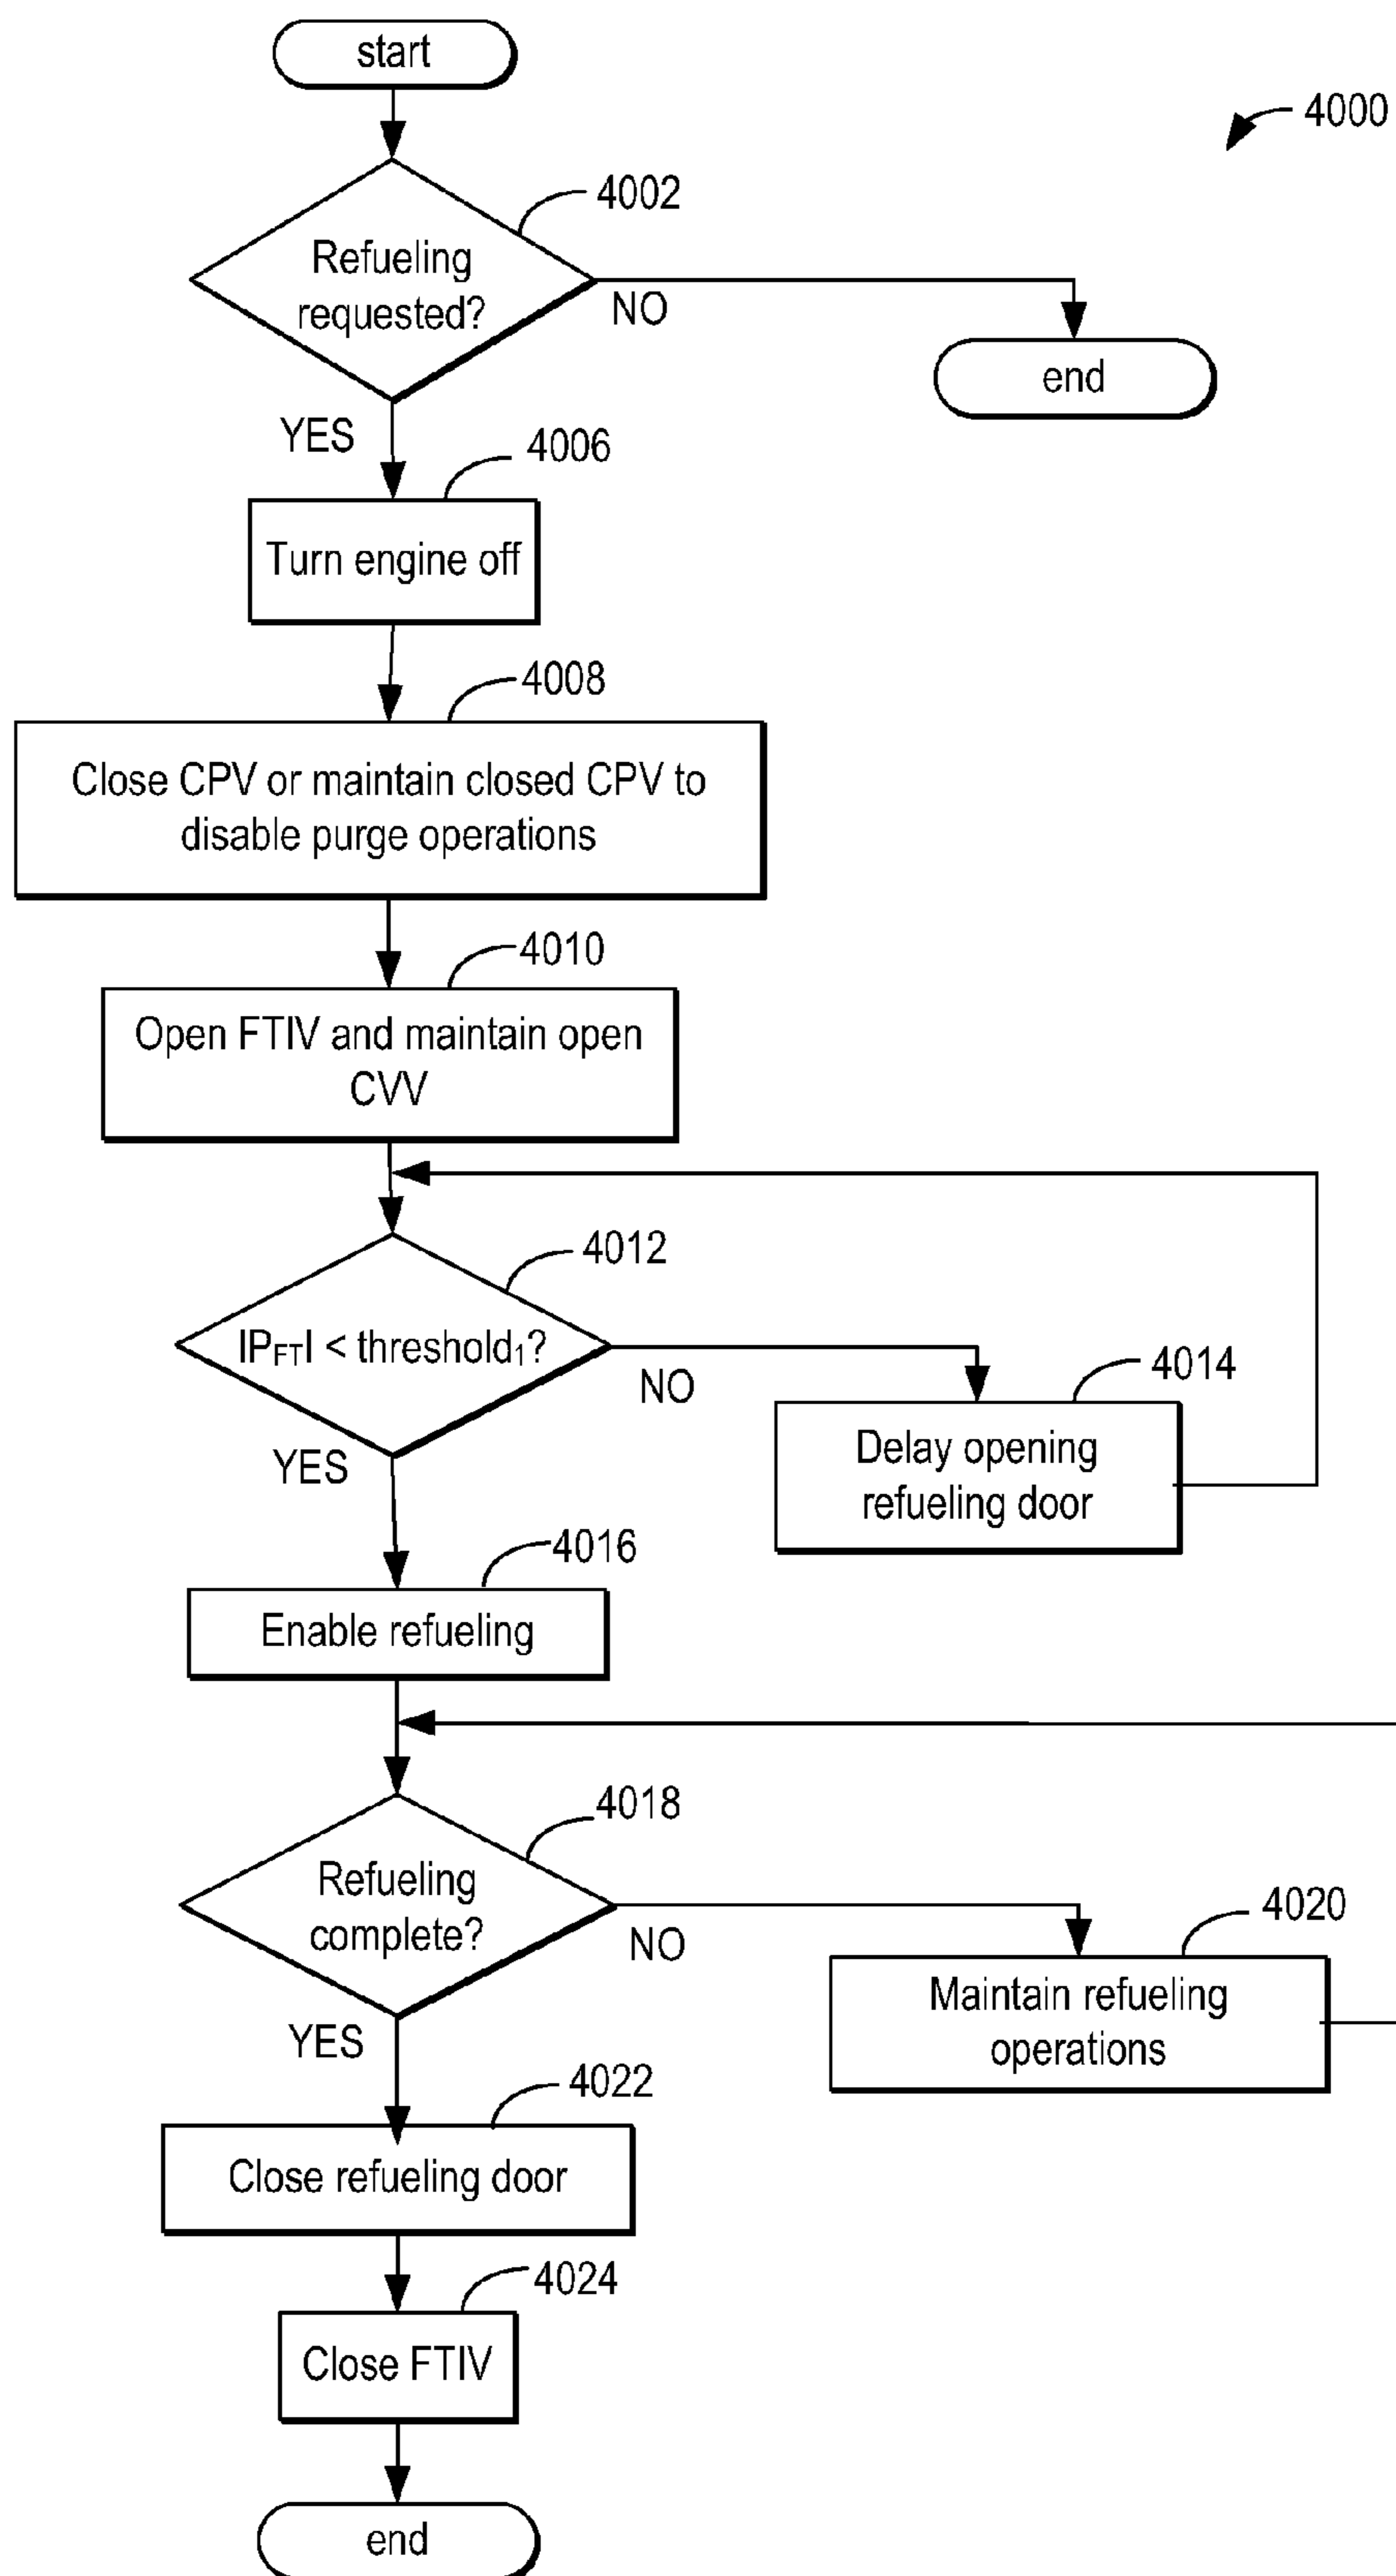 start
4000
4002
Refueling
requested?
NO
end
YES
4006
Turn engine off
4008
Close CPV or maintain closed CPV to
disable purge operations
4010
Open FTIV and maintain open
CVV
4012
|P_FT| < threshold₁?
NO
4014
YES
Delay opening
refueling door
4016
Enable refueling
4018
Refueling
complete?
NO
4020
Maintain refueling
operations
YES
4022
Close refueling door
4024
Close FTIV
end